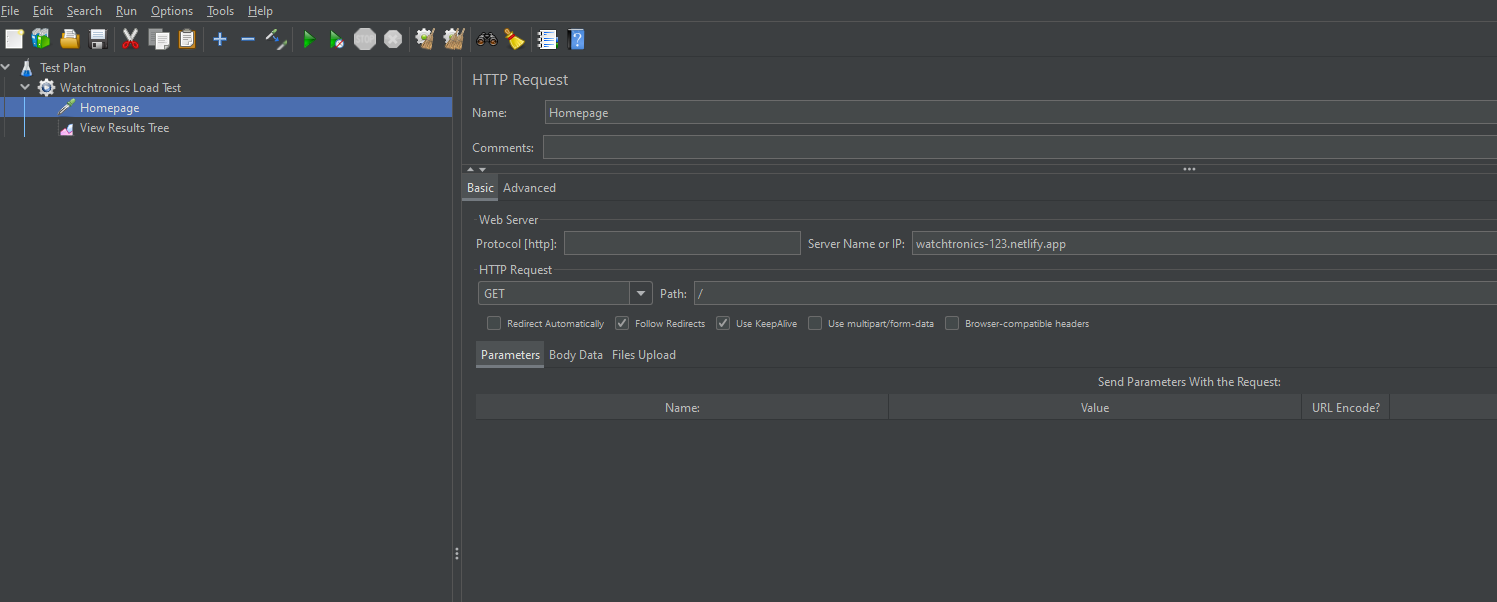 File Edit Search Run Options Tools Help
Test Plan
Watchtronics Load Test
Homepage
View Results Tree
HTTP Request
Name: Homepage
Comments:
Basic Advanced
Web Server
Protocol [http]: Server Name or IP: watchtronics-123.netlify.app
HTTP Request
GET Path: /
Redirect Automatically Follow Redirects Use KeepAlive Use multipart/form-data Browser-compatible headers
Parameters Body Data Files Upload
Send Parameters With the Request:
Name: Value URL Encode?